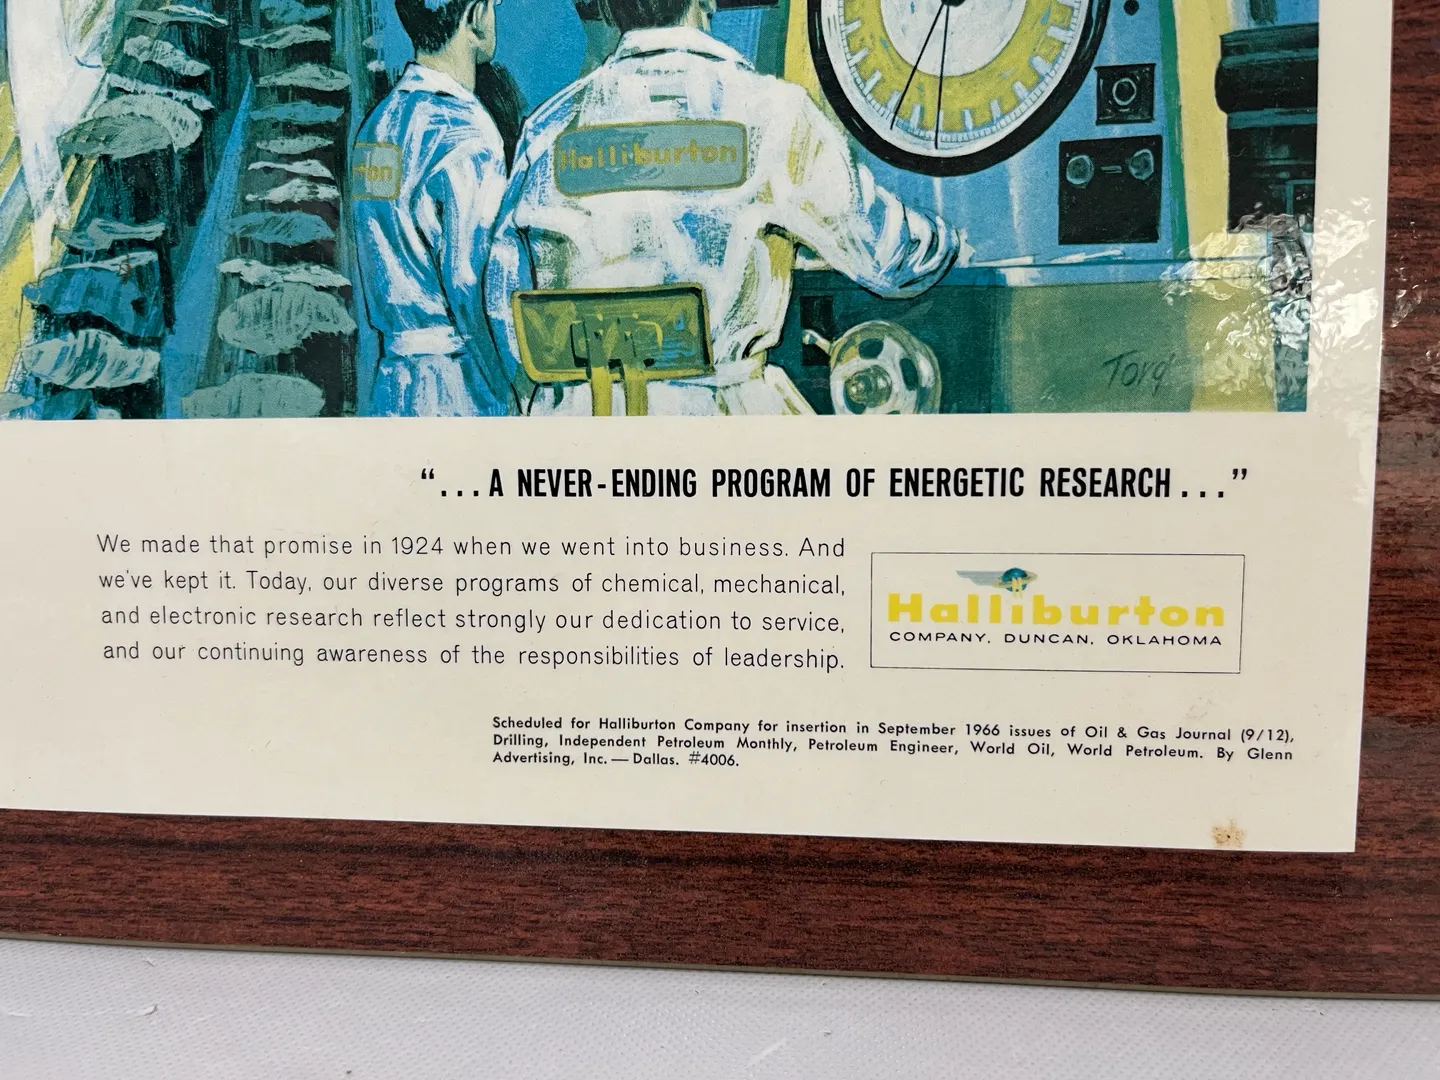 Halliburton
ton
Torg
“...A NEVER-ENDING PROGRAM OF ENERGETIC RESEARCH...”
We made that promise in 1924 when we went into business. And
we've kept it. Today, our diverse programs of chemical, mechanical,
and electronic research reflect strongly our dedication to service,
and our continuing awareness of the responsibilities of leadership.
Halliburton
COMPANY, DUNCAN, OKLAHOMA
Scheduled for Halliburton Company for insertion in September 1966 issues of Oil & Gas Journal (9/12),
Drilling, Independent Petroleum Monthly, Petroleum Engineer, World Oil, World Petroleum. By Glenn
Advertising, Inc. — Dallas. #4006.